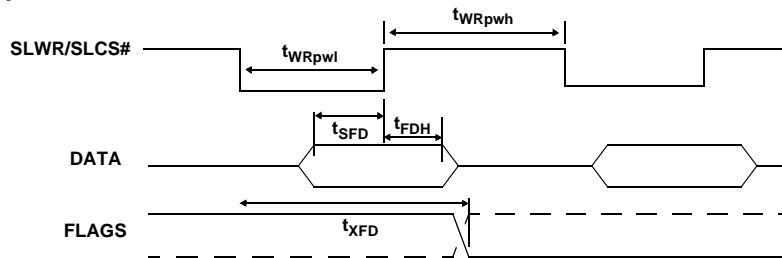 tWRpwh
SLWR/SLCS#
tWRpwl
tSFD
tFDH
DATA
tXFD
FLAGS